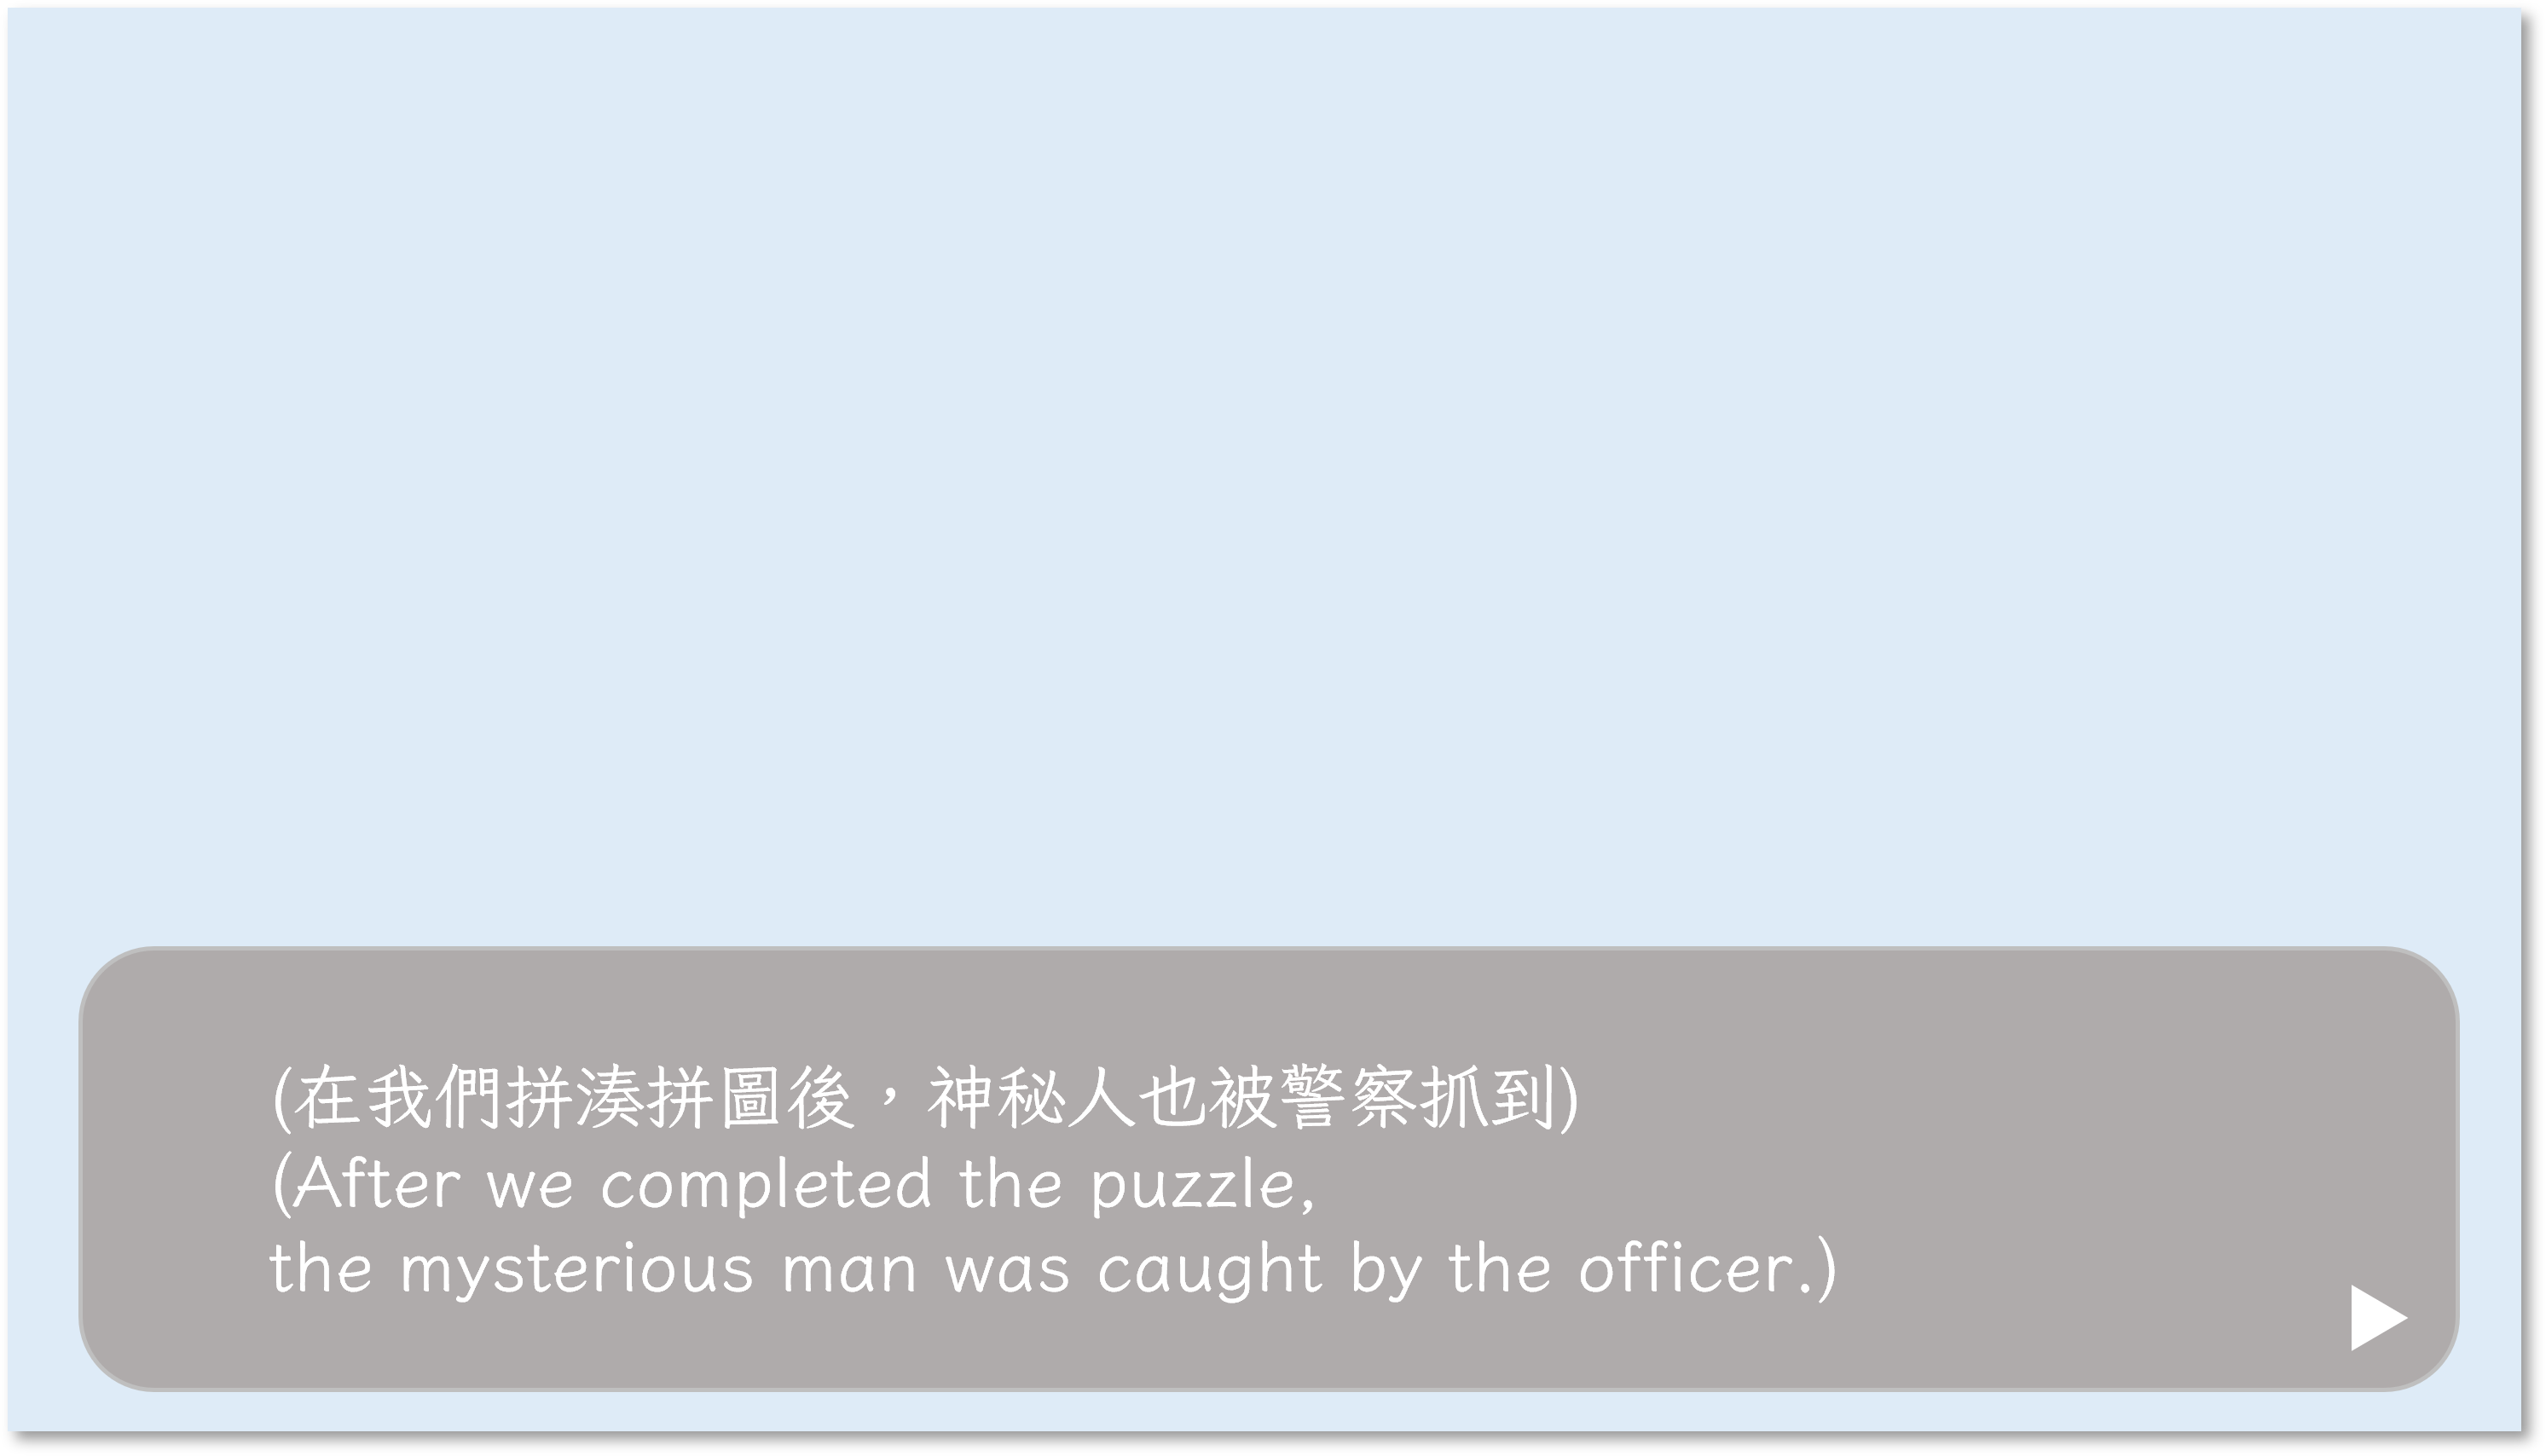 (在我們拼湊拼圖後，神秘人也被警察抓到)
(After we completed the puzzle,
the mysterious man was caught by the officer.)